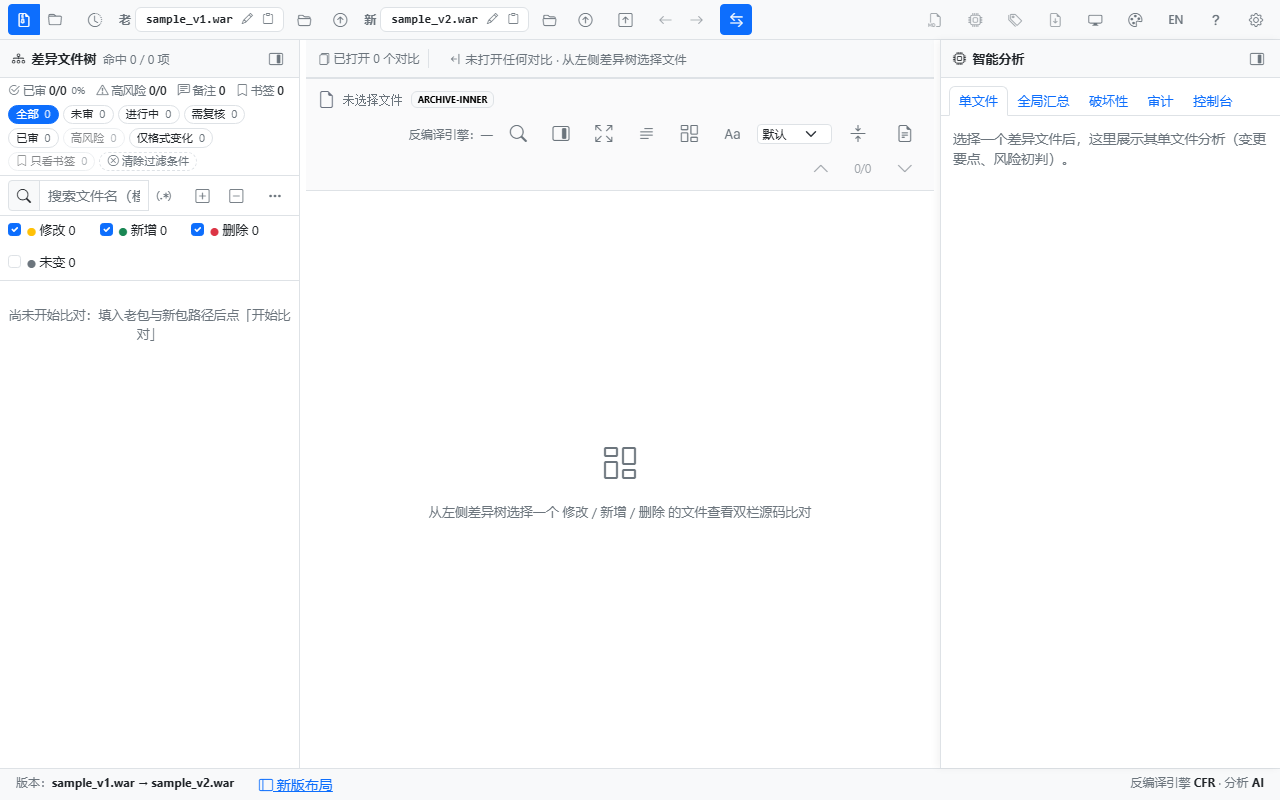 老 sample_v1.war 新 sample_v2.war EN ?
差异文件树 命中 0 / 0 项
已审 0/0 0% 高风险 0/0 备注 0 书签 0
全部 0 未审 0 进行中 0 需复核 0
已审 0 高风险 0 仅格式变化 0
只看书签 0 清除过滤条件
搜索文件名 (.*) ...
修改 0 新增 0 删除 0
未变 0
尚未开始比对：填入老包与新包路径后点「开始比
对」
已打开 0 个对比 未打开任何对比 · 从左侧差异树选择文件
未选择文件 ARCHIVE-INNER
反编译引擎： — Aa 默认
0/0
从左侧差异树选择一个 修改 / 新增 / 删除 的文件查看双栏源码比对
智能分析
单文件 全局汇总 破坏性 审计 控制台
选择一个差异文件后，这里展示其单文件分析（变更
要点、风险初判）。
版本： sample_v1.war → sample_v2.war 新版布局
反编译引擎 CFR · 分析 AI